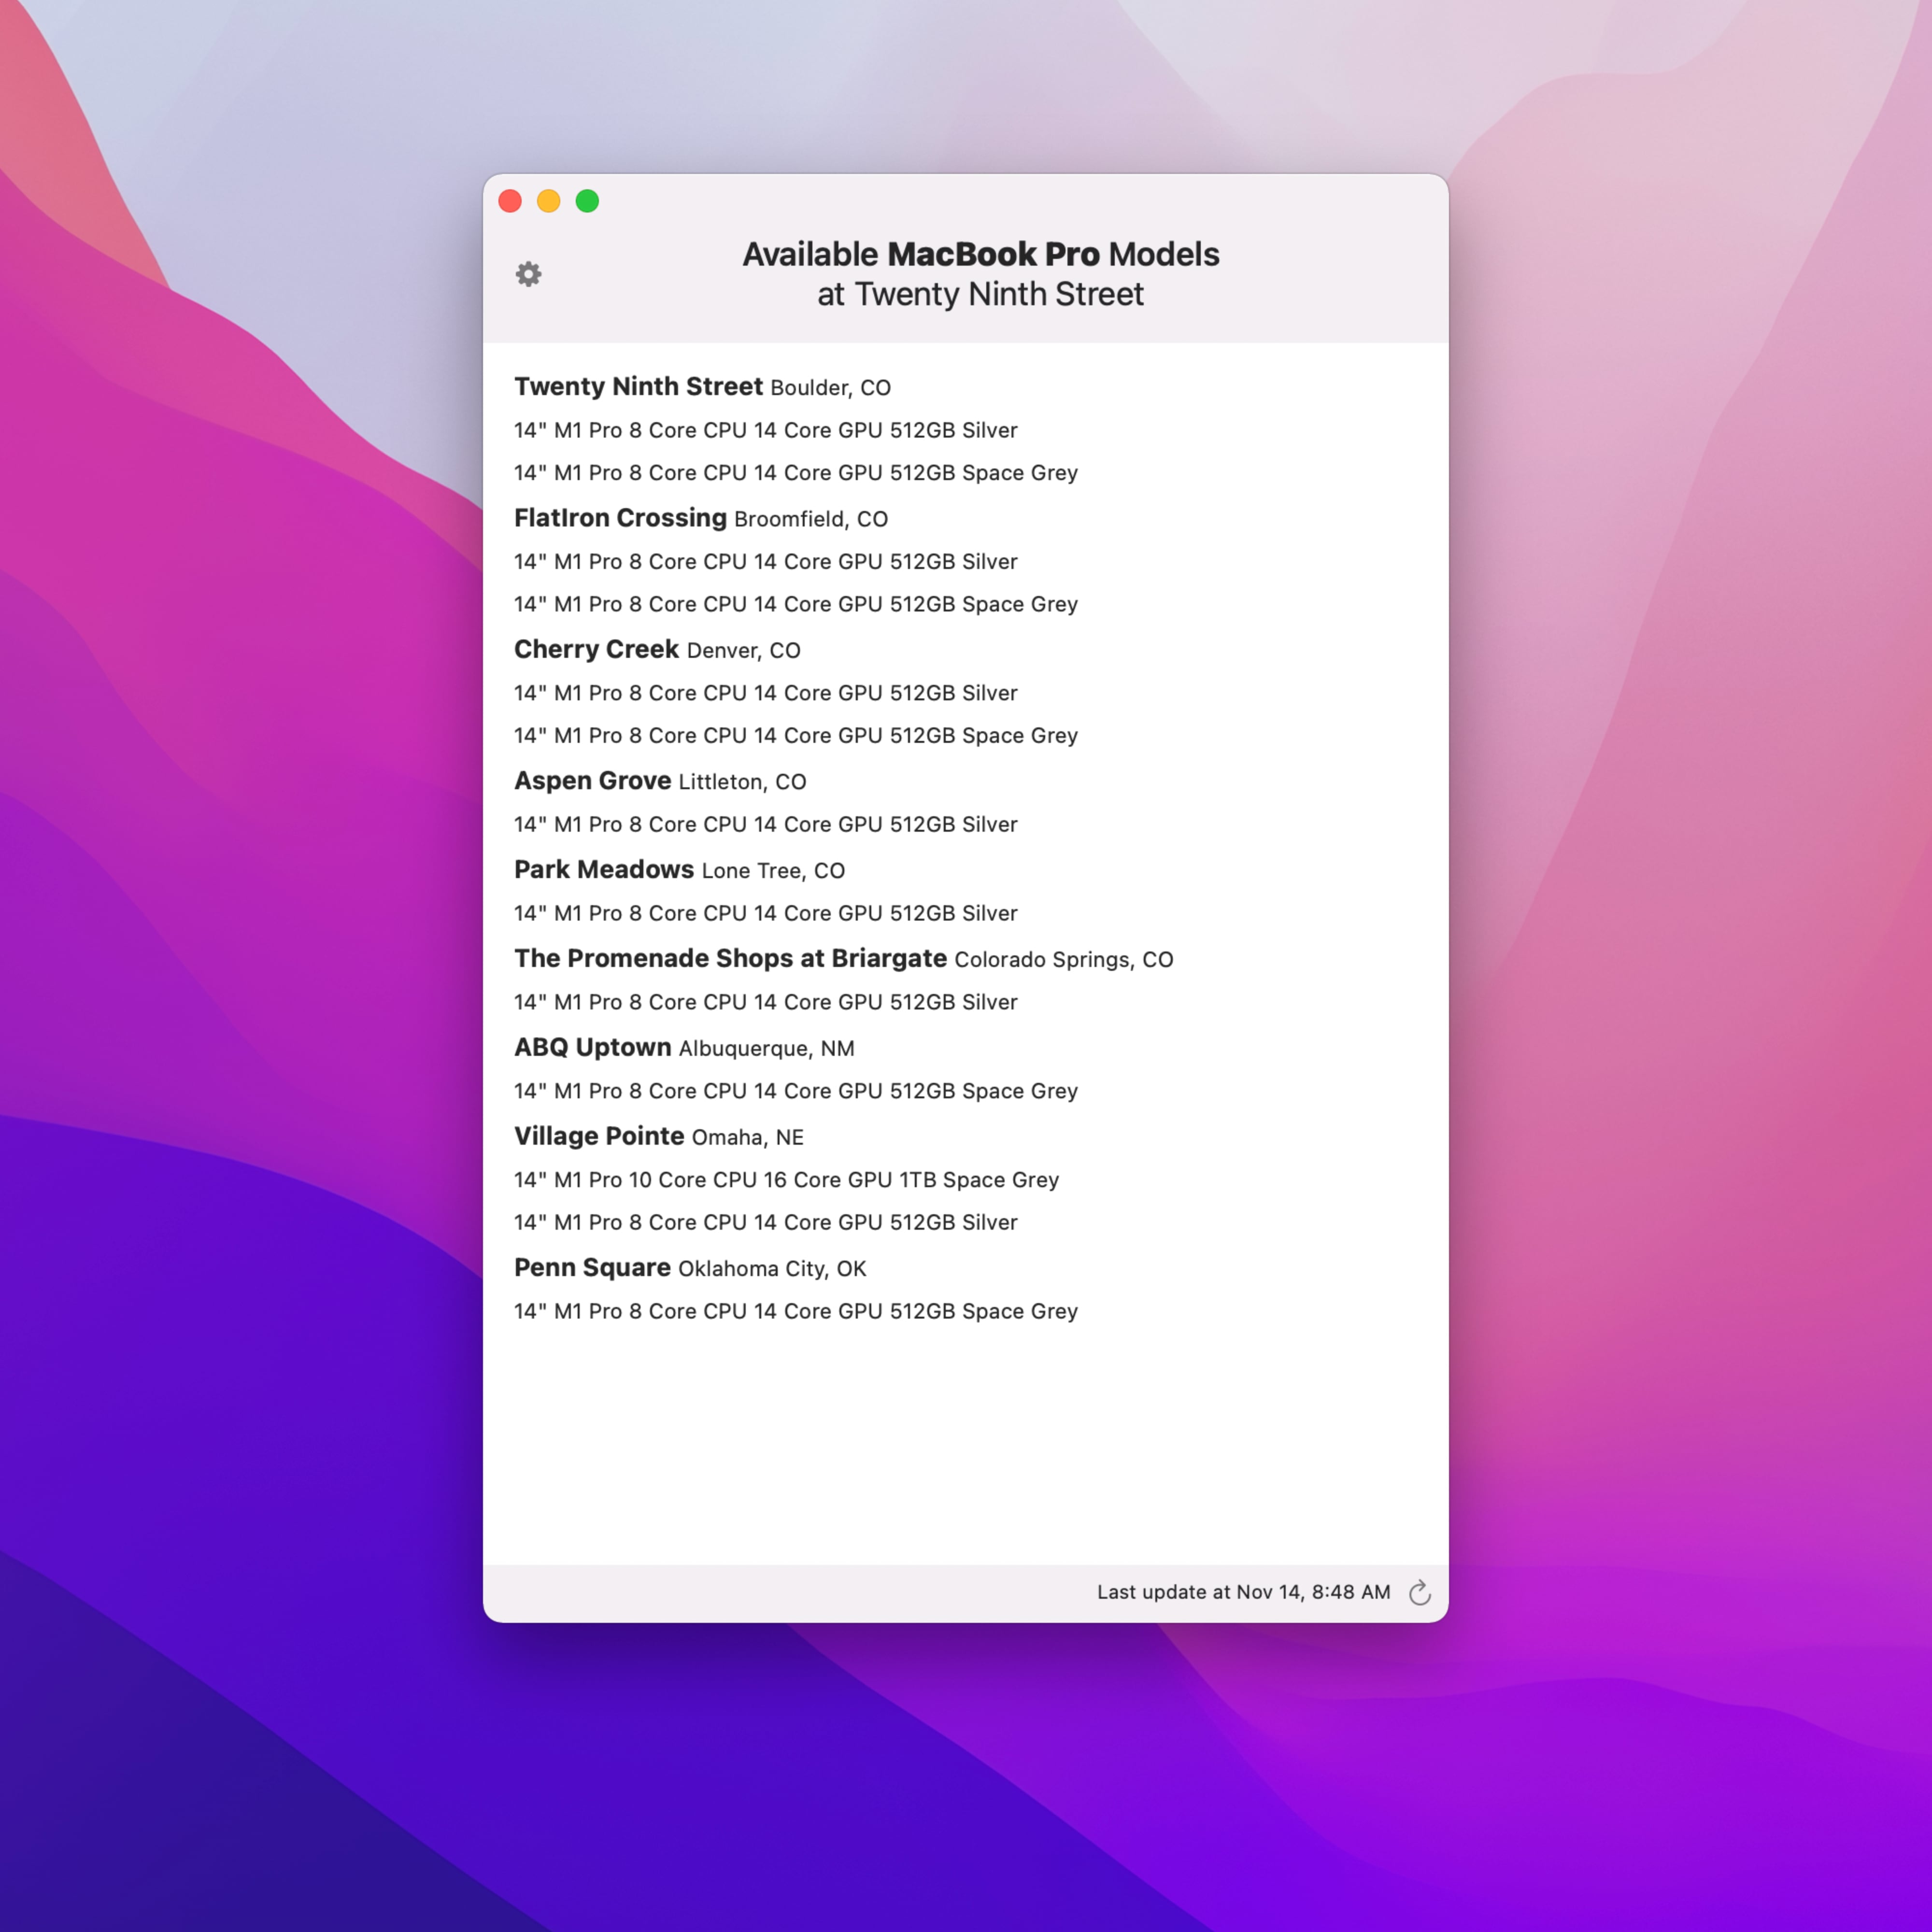 Available MacBook Pro Models
at Twenty Ninth Street
Twenty Ninth Street Boulder, CO
14" M1 Pro 8 Core CPU 14 Core GPU 512GB Silver
14" M1 Pro 8 Core CPU 14 Core GPU 512GB Space Grey
FlatIron Crossing Broomfield, CO
14" M1 Pro 8 Core CPU 14 Core GPU 512GB Silver
14" M1 Pro 8 Core CPU 14 Core GPU 512GB Space Grey
Cherry Creek Denver, CO
14" M1 Pro 8 Core CPU 14 Core GPU 512GB Silver
14" M1 Pro 8 Core CPU 14 Core GPU 512GB Space Grey
Aspen Grove Littleton, CO
14" M1 Pro 8 Core CPU 14 Core GPU 512GB Silver
Park Meadows Lone Tree, CO
14" M1 Pro 8 Core CPU 14 Core GPU 512GB Silver
The Promenade Shops at Briargate Colorado Springs, CO
14" M1 Pro 8 Core CPU 14 Core GPU 512GB Silver
ABQ Uptown Albuquerque, NM
14" M1 Pro 8 Core CPU 14 Core GPU 512GB Space Grey
Village Pointe Omaha, NE
14" M1 Pro 10 Core CPU 16 Core GPU 1TB Space Grey
14" M1 Pro 8 Core CPU 14 Core GPU 512GB Silver
Penn Square Oklahoma City, OK
14" M1 Pro 8 Core CPU 14 Core GPU 512GB Space Grey
Last update at Nov 14, 8:48 AM